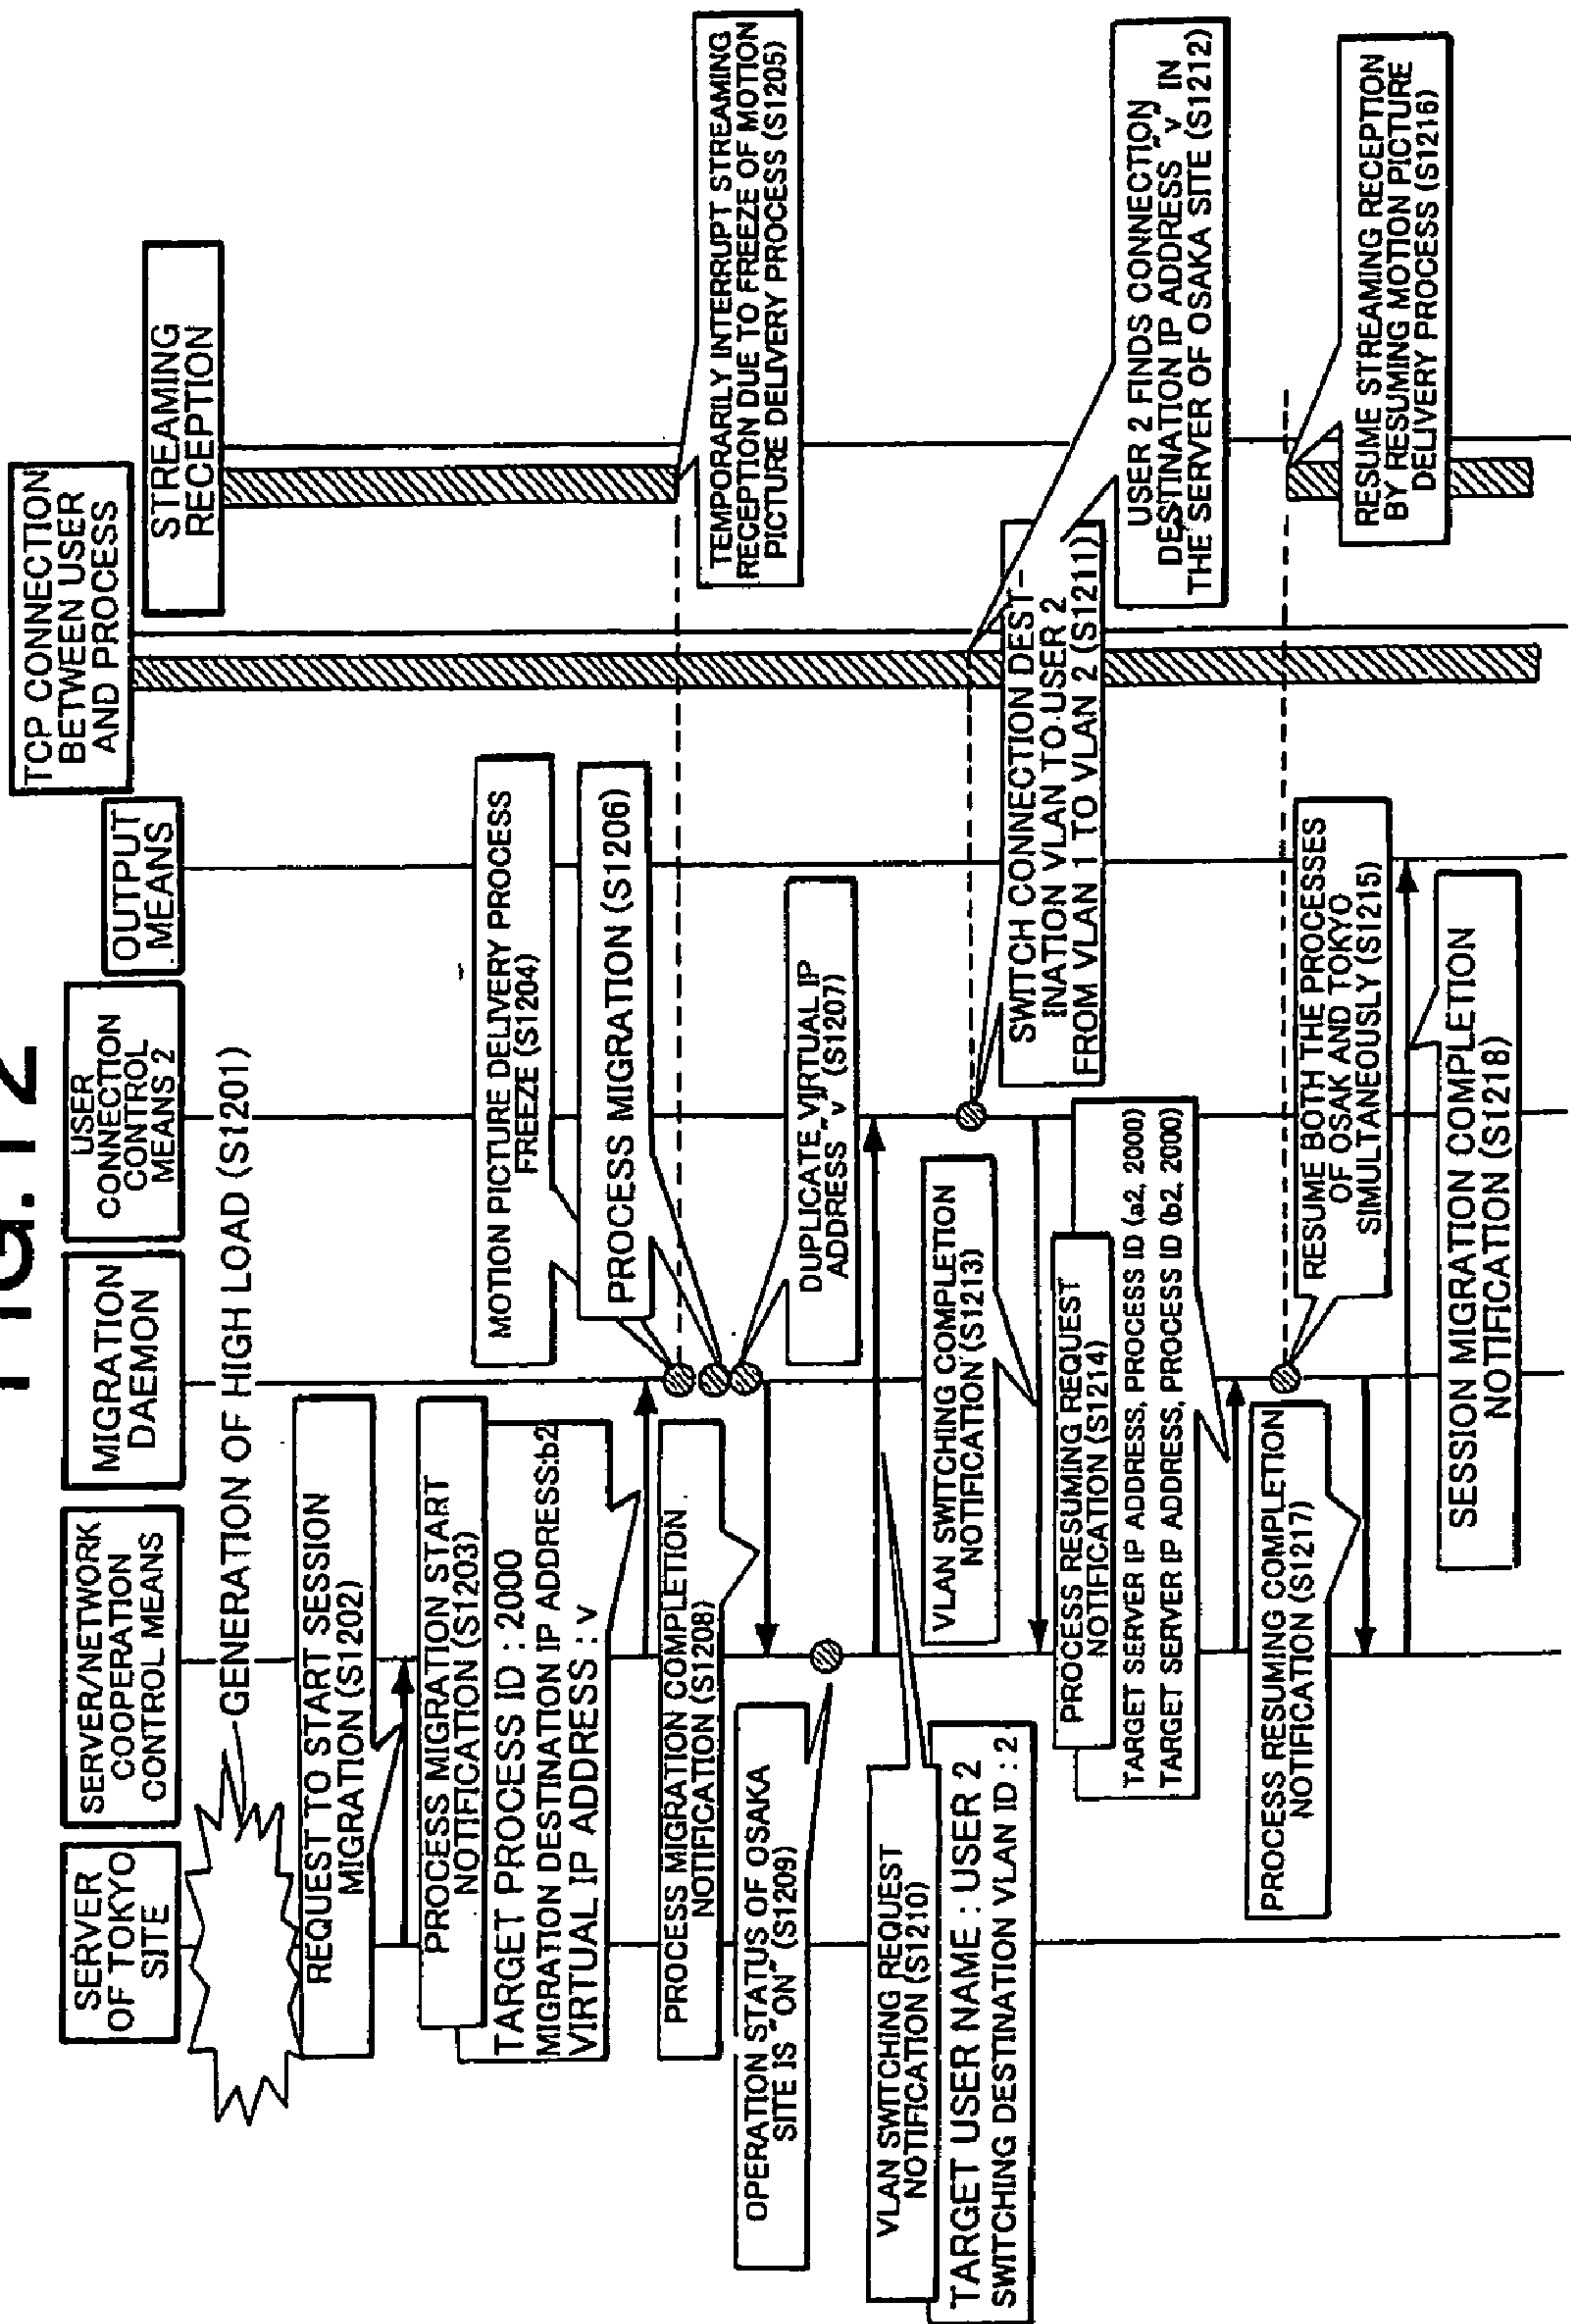 FIG. 12
SERVER
OF TOKYO
SITE
SERVER/NETWORK
COOPERATION
CONTROL MEANS
MIGRATION
DAEMON
USER
CONNECTION
CONTROL
MEANS 2
OUTPUT
MEANS
TCP CONNECTION
BETWEEN USER
AND PROCESS
STREAMING
RECEPTION
GENERATION OF HIGH LOAD (S1201)
REQUEST TO START SESSION
MIGRATION (S1202)
PROCESS MIGRATION START
NOTIFICATION (S1203)
TARGET PROCESS ID : 2000
MIGRATION DESTINATION IP ADDRESS:b2
VIRTUAL IP ADDRESS : v
MOTION PICTURE DELIVERY PROCESS
FREEZE (S1204)
TEMPORARILY INTERRUPT STREAMING
RECEPTION DUE TO FREEZE OF MOTION
PICTURE DELIVERY PROCESS (S1205)
PROCESS MIGRATION (S1206)
DUPLICATE VIRTUAL IP
ADDRESS "v" (S1207)
PROCESS MIGRATION COMPLETION
NOTIFICATION (S1208)
OPERATION STATUS OF OSAKA
SITE IS "ON" (S1209)
VLAN SWITCHING REQUEST
NOTIFICATION (S1210)
TARGET USER NAME : USER 2
SWITCHING DESTINATION VLAN ID : 2
SWITCH CONNECTION DEST-
INATION VLAN TO USER 2
FROM VLAN 1 TO VLAN 2 (S1211)
USER 2 FINDS CONNECTION
DESTINATION IP ADDRESS "v" IN
THE SERVER OF OSAKA SITE (S1212)
VLAN SWITCHING COMPLETION
NOTIFICATION (S1213)
PROCESS RESUMING REQUEST
NOTIFICATION (S1214)
TARGET SERVER IP ADDRESS, PROCESS ID (a2, 2000)
TARGET SERVER IP ADDRESS, PROCESS ID (b2, 2000)
RESUME BOTH THE PROCESSES
OF OSAK AND TOKYO
SIMULTANEOUSLY (S1215)
RESUME STREAMING RECEPTION
BY RESUMING MOTION PICTURE
DELIVERY PROCESS (S1216)
PROCESS RESUMING COMPLETION
NOTIFICATION (S1217)
SESSION MIGRATION COMPLETION
NOTIFICATION (S1218)